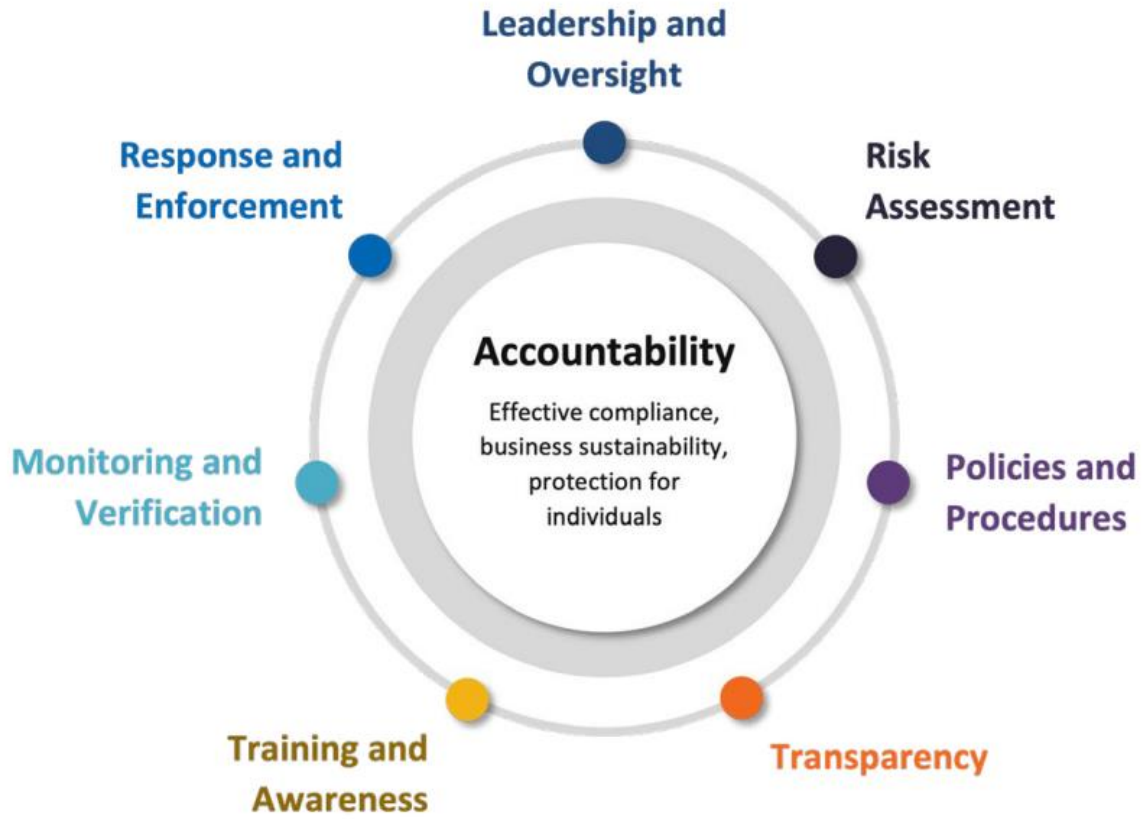 Leadership and
Oversight
Response and
Enforcement
Risk
Assessment
Accountability
Effective compliance,
business sustainability,
protection for
individuals
Monitoring and
Verification
Policies and
Procedures
Training and
Awareness
Transparency